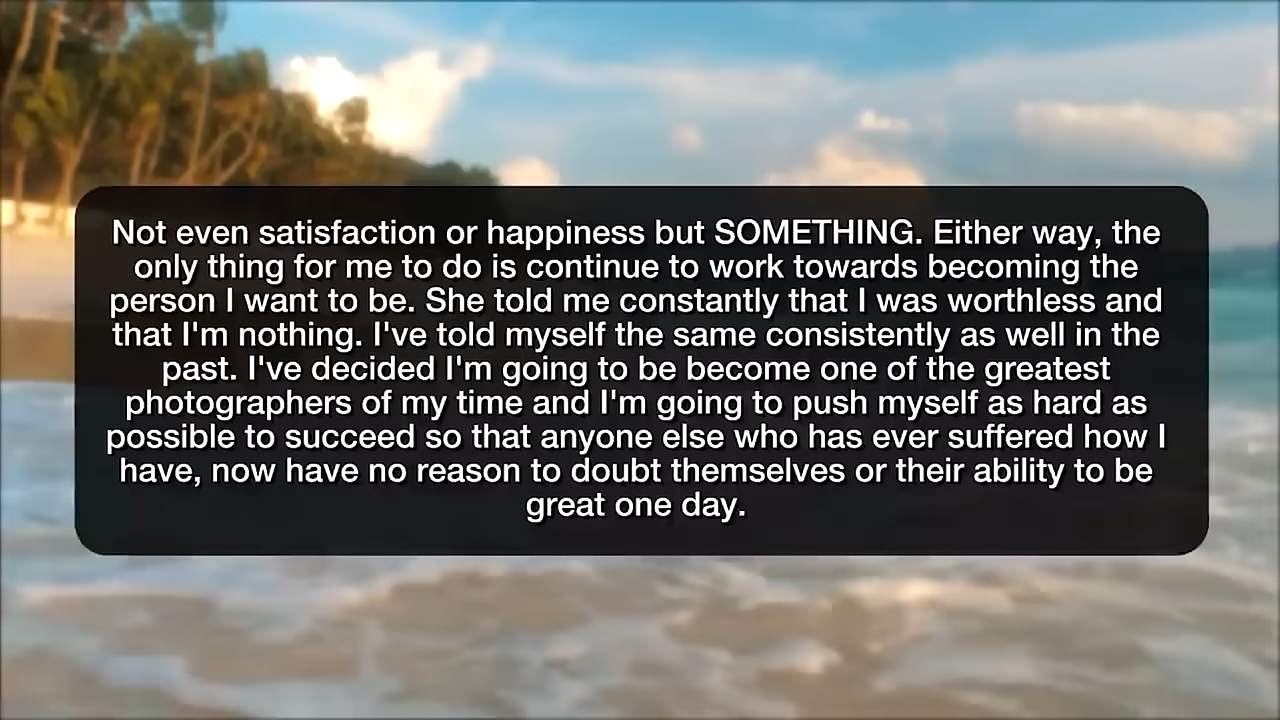 Not even satisfaction or happiness but SOMETHING. Either way, the
only thing for me to do is continue to work towards becoming the
person I want to be. She told me constantly that I was worthless and
that I'm nothing. I've told myself the same consistently as well in the
past. I've decided I'm going to be become one of the greatest
photographers of my time and I'm going to push myself as hard as
possible to succeed so that anyone else who has ever suffered how I
have, now have no reason to doubt themselves or their ability to be
great one day.